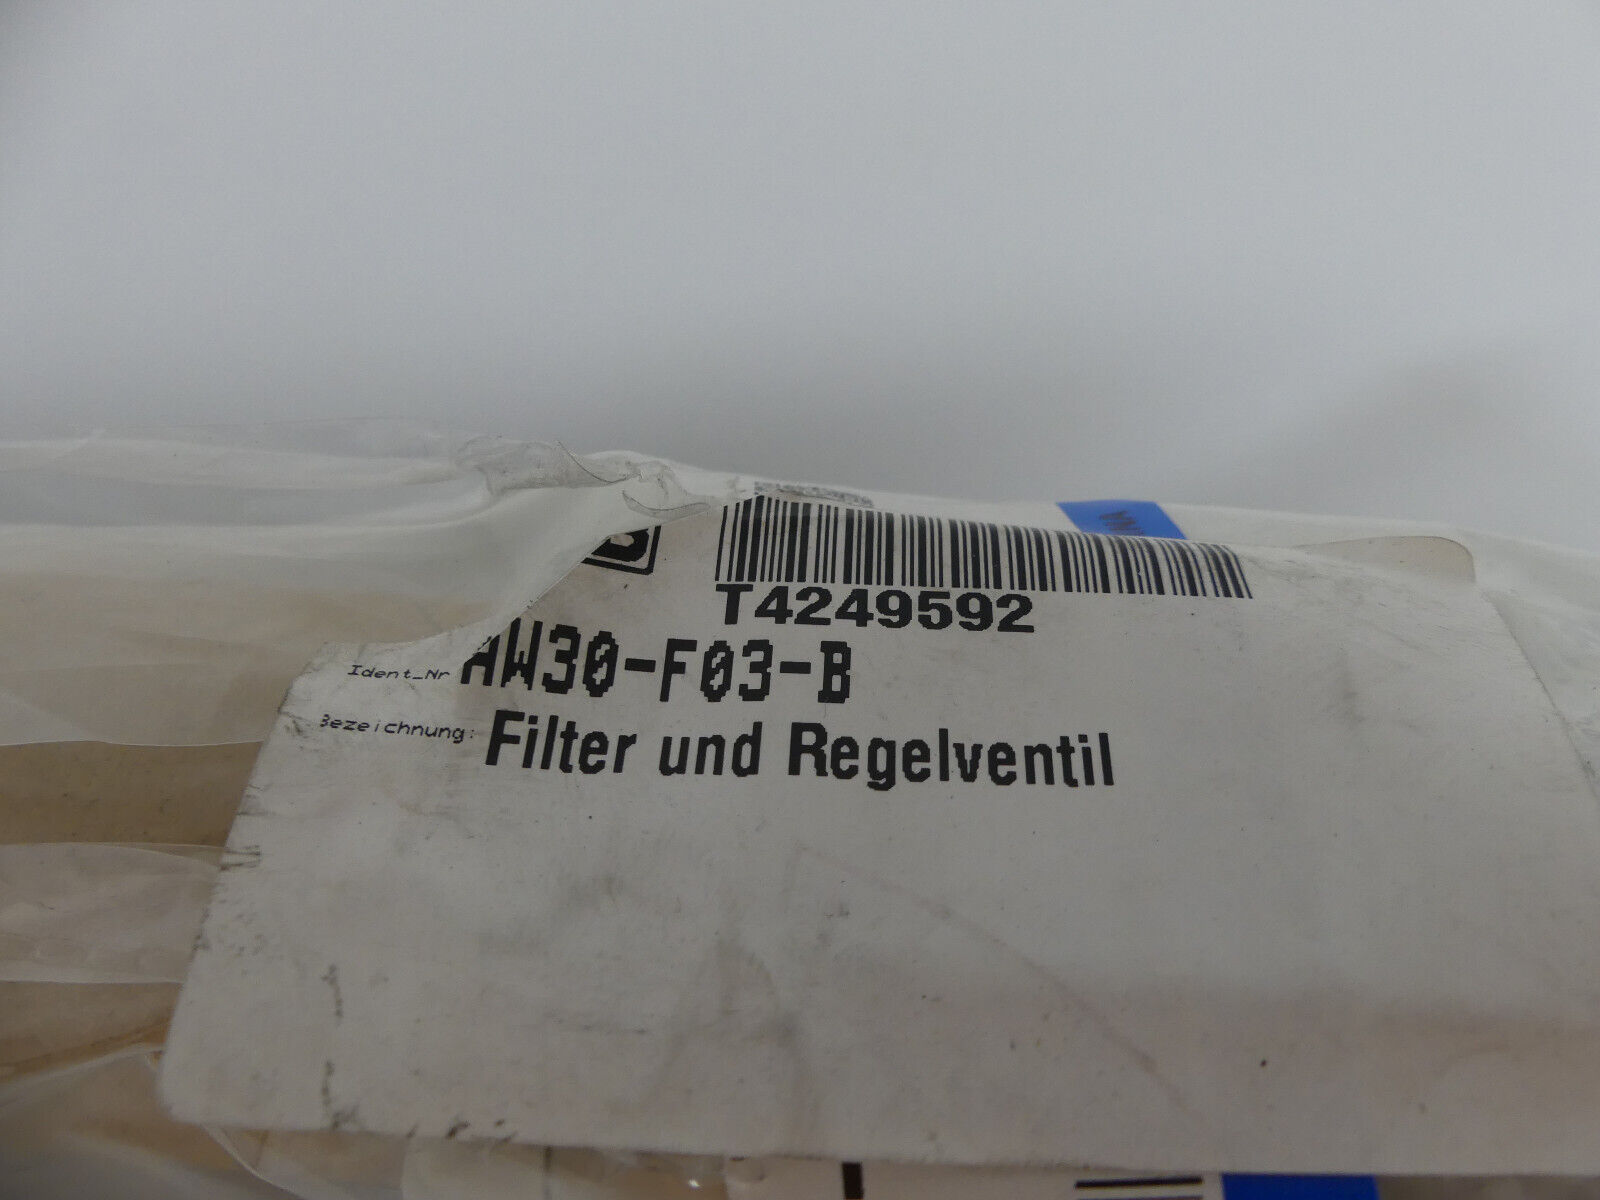 T4249592
Ident_Nr AW30-F03-B
Bezeichnung: Filter und Regelventil